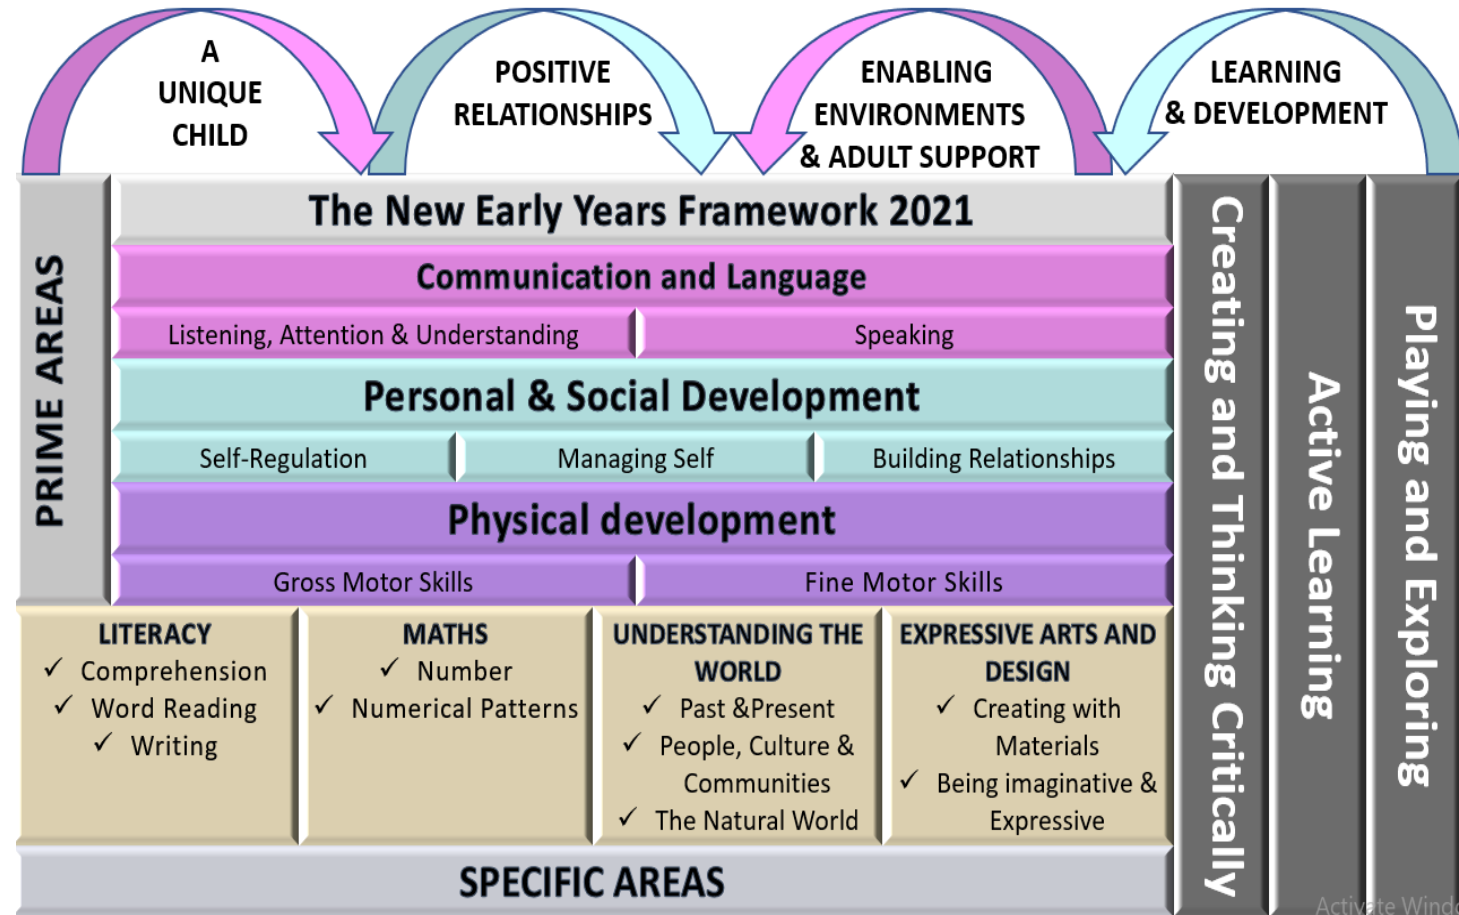 A
UNIQUE
CHILD
POSITIVE
RELATIONSHIPS
ENABLING
ENVIRONMENTS
& ADULT SUPPORT
LEARNING
& DEVELOPMENT
PRIME AREAS
The New Early Years Framework 2021
Communication and Language
Listening, Attention & Understanding
Speaking
Personal & Social Development
Self-Regulation
Managing Self
Building Relationships
Physical development
Gross Motor Skills
Fine Motor Skills
LITERACY
✓ Comprehension
✓ Word Reading
✓ Writing
MATHS
✓ Number
✓ Numerical Patterns
UNDERSTANDING THE
WORLD
✓ Past &Present
✓ People, Culture &
Communities
✓ The Natural World
EXPRESSIVE ARTS AND
DESIGN
✓ Creating with
Materials
✓ Being imaginative &
Expressive
SPECIFIC AREAS
Creating and Thinking Critically
Active Learning
Playing and Exploring
Activate Windo